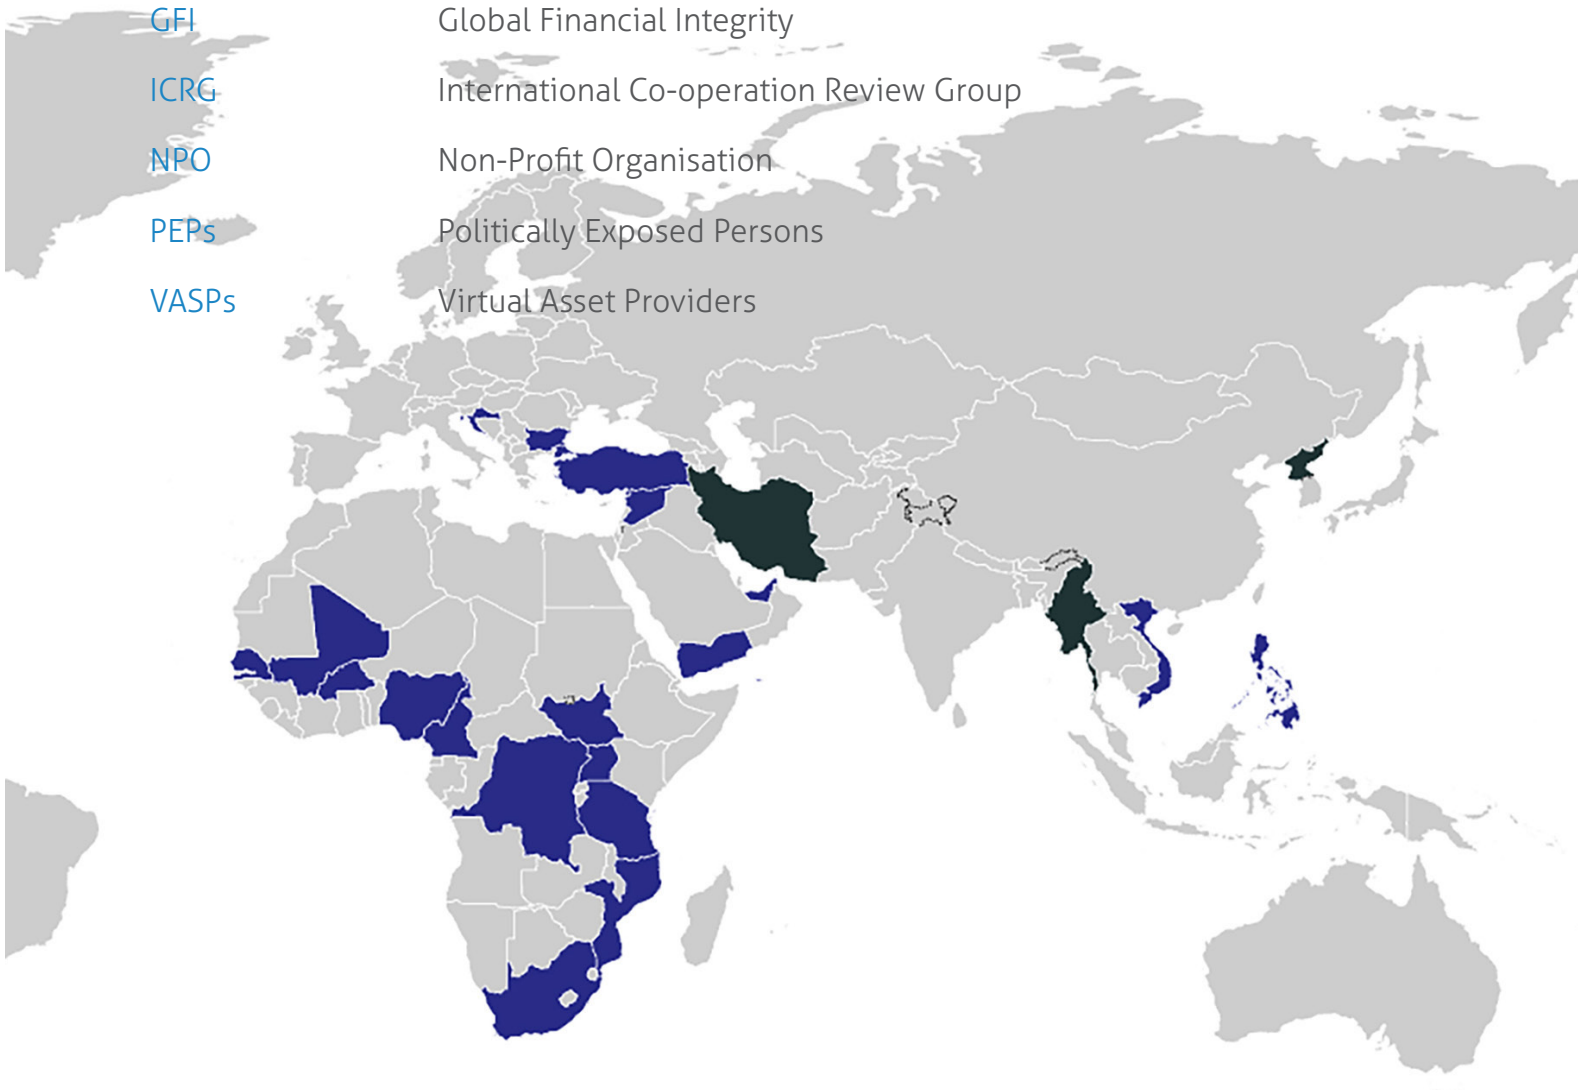 GFI Global Financial Integrity
ICRG International Co-operation Review Group
NPO Non-Profit Organisation
PEPs Politically Exposed Persons
VASPs Virtual Asset Providers